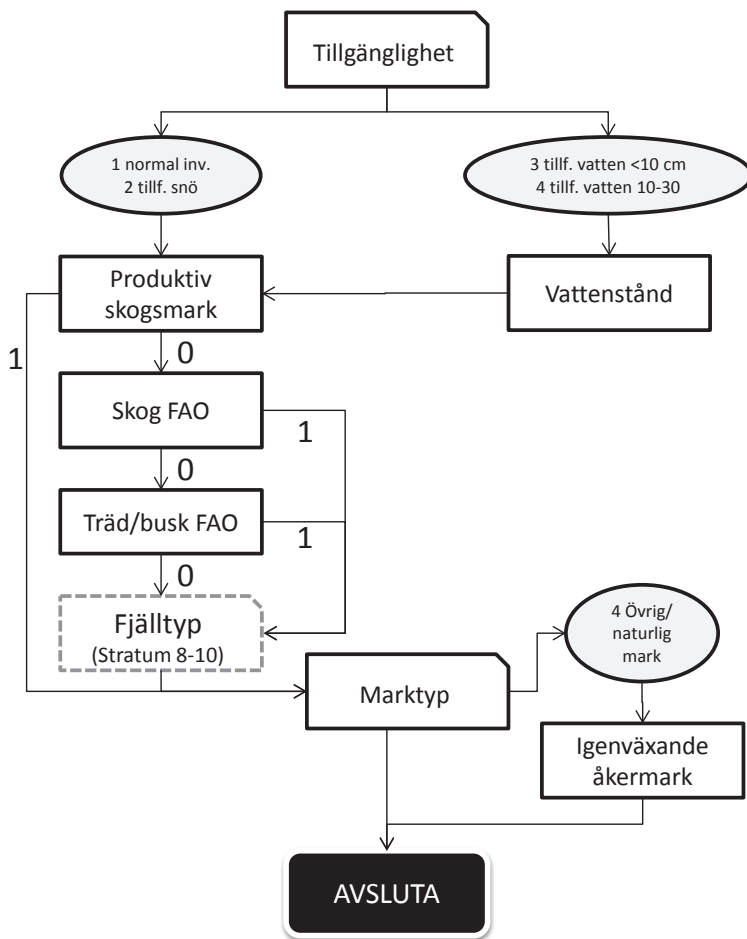 Tillgänglighet
1 normal inv.
2 tillf. snö
3 tillf. vatten <10 cm
4 tillf. vatten 10-30
Produktiv
skogsmark
Vattenstånd
1
0
Skog FAO
1
0
Träd/busk FAO
1
0
Fjälltyp
(Stratum 8-10)
4 Övrig/
naturlig
mark
Marktyp
Igenväxande
åkermark
AVSLUTA